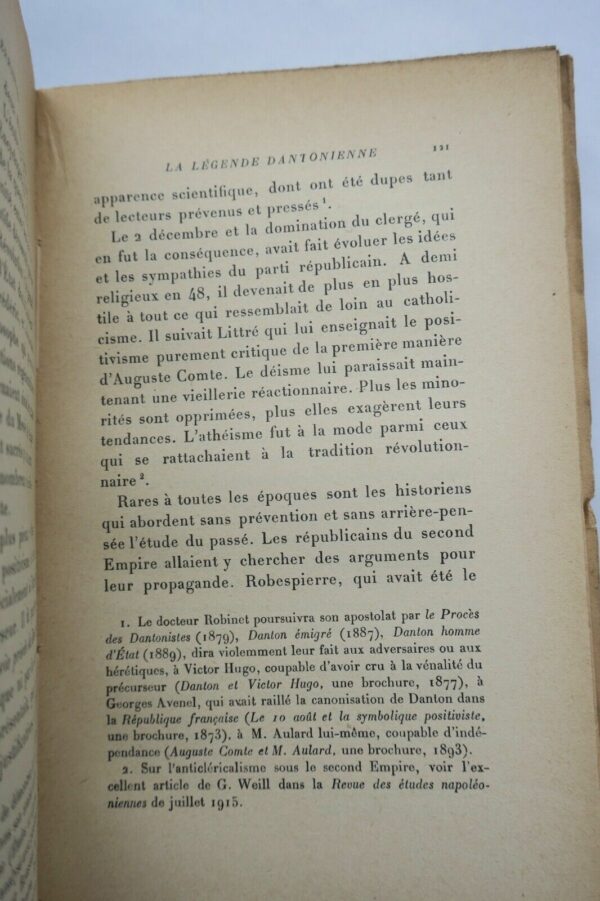 LA LÉGENDE DANTONIENNE 121
apparence scientifique, dont ont été dupes tant
de lecteurs prévenus et pressés¹.
Le 2 décembre et la domination du clergé, qui
en fut la conséquence, avait fait évoluer les idées
et les sympathies du parti républicain. A demi
religieux en 48, il devenait de plus en plus hos-
tile à tout ce qui ressemblait de loin au catholi-
cisme. Il suivait Littré qui lui enseignait le posi-
tivisme purement critique de la première manière
d'Auguste Comte. Le déisme lui paraissait main-
tenant une vieillerie réactionnaire. Plus les mino-
rités sont opprimées, plus elles exagèrent leurs
tendances. L'athéisme fut à la mode parmi ceux
qui se rattachaient à la tradition révolution-
naire².
Rares à toutes les époques sont les historiens
qui abordent sans prévention et sans arrière-pen-
sée l'étude du passé. Les républicains du second
Empire allaient y chercher des arguments pour
leur propagande. Robespierre, qui avait été le
1. Le docteur Robinet poursuivra son apostolat par le Procès
des Dantonistes (1879), Danton émigré (1887), Danton homme
d'État (1889), dira violemment leur fait aux adversaires ou aux
hérétiques, à Victor Hugo, coupable d'avoir cru à la vénalité du
précurseur (Danton et Victor Hugo, une brochure, 1877), à
Georges Avenel, qui avait raillé la canonisation de Danton dans
la République française (Le 10 août et la symbolique positiviste,
une brochure, 1873), à M. Aulard lui-même, coupable d'indé-
pendance (Auguste Comte et M. Aulard, une brochure, 1893).
2. Sur l'anticléricalisme sous le second Empire, voir l'ex-
cellent article de G. Weill dans la Revue des études napoléo-
niennes de juillet 1915.